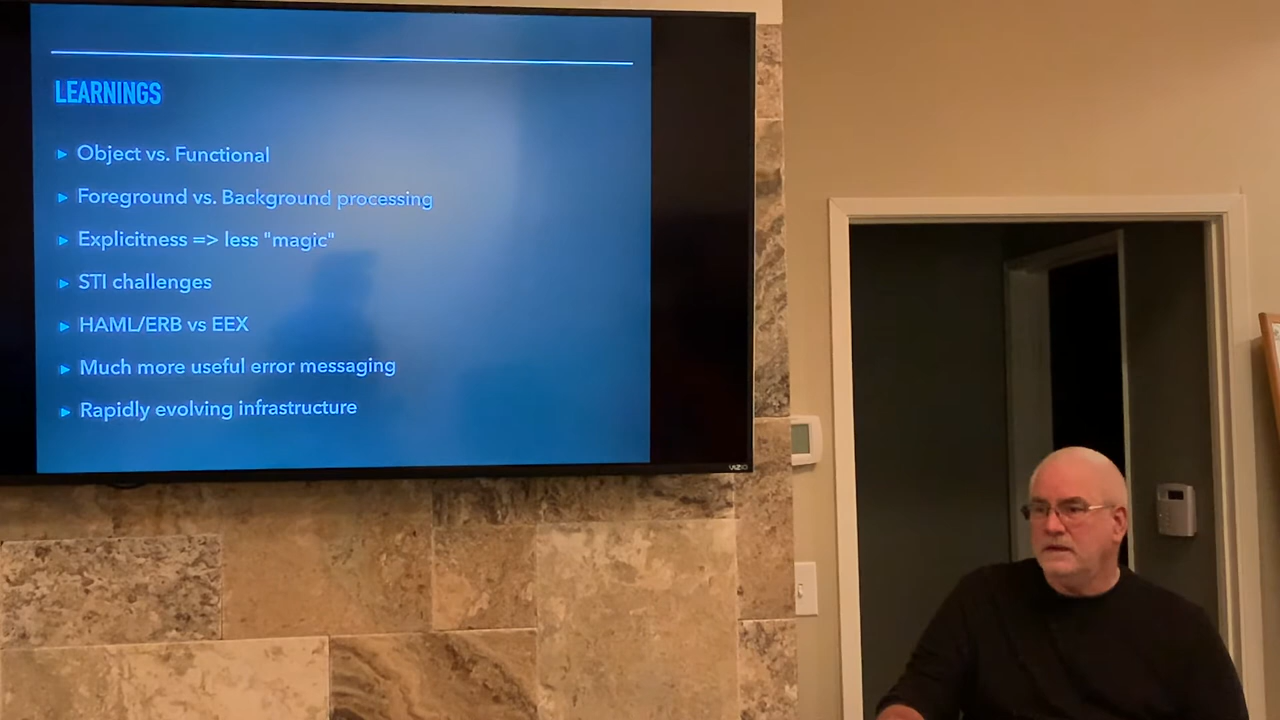 LEARNINGS
Object vs. Functional
Foreground vs. Background processing
Explicitness => less "magic"
STI challenges
HAML/ERB vs EEX
Much more useful error messaging
Rapidly evolving infrastructure
VIZIO